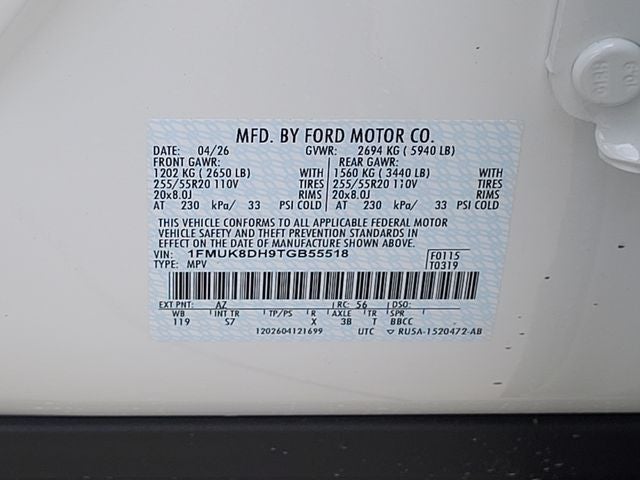 MFD. BY FORD MOTOR CO.
DATE: 04/26 GVWR: 2694 KG ( 5940 LB)
FRONT GAWR: REAR GAWR:
1202 KG ( 2650 LB) WITH 1560 KG ( 3440 LB) WITH
255/55R20 110V TIRES 255/55R20 110V TIRES
20x8.0J RIMS 20x8.0J RIMS
AT 230 kPa/ 33 PSI COLD AT 230 kPa/ 33 PSI COLD
THIS VEHICLE CONFORMS TO ALL APPLICABLE FEDERAL MOTOR
VEHICLE SAFETY AND THEFT PREVENTION STANDARDS IN
EFFECT ON THE DATE OF MANUFACTURE SHOWN ABOVE.
VIN: 1FMUK8DH9TGB55518 F0115
TYPE: MPV T0319
EXT PNT: AZ RC: 56 DSO:
WB INT TR TP/PS R AXLE TR SPR
119 S7 X 3B T BBCC
1202604121699 UTC RU5A-1520472-AB